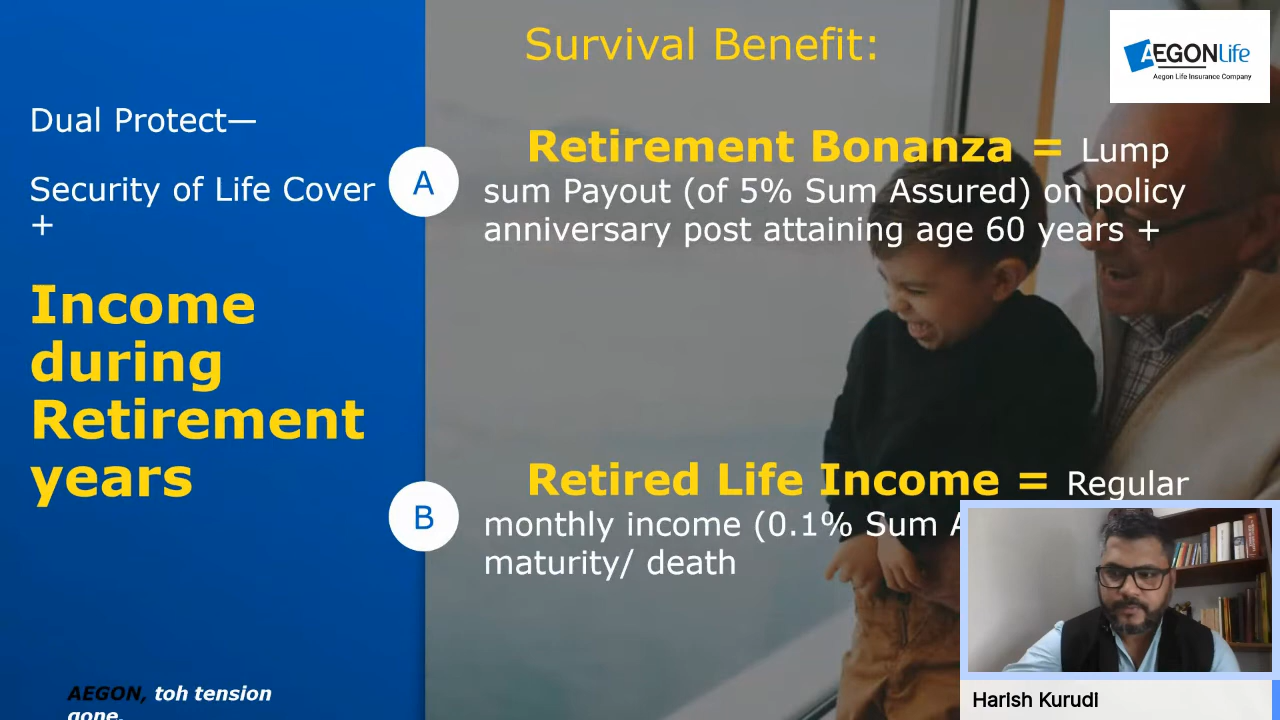 Survival Benefit:
AEGON Life
Aegon Life Insurance Company
Dual Protect—
Security of Life Cover
+
Income
during
Retirement
years
A
Retirement Bonanza = Lump
sum Payout (of 5% Sum Assured) on policy
anniversary post attaining age 60 years +
B
Retired Life Income = Regular
monthly income (0.1% Sum
maturity/ death
AEGON, toh tension
gone.
Harish Kurudi